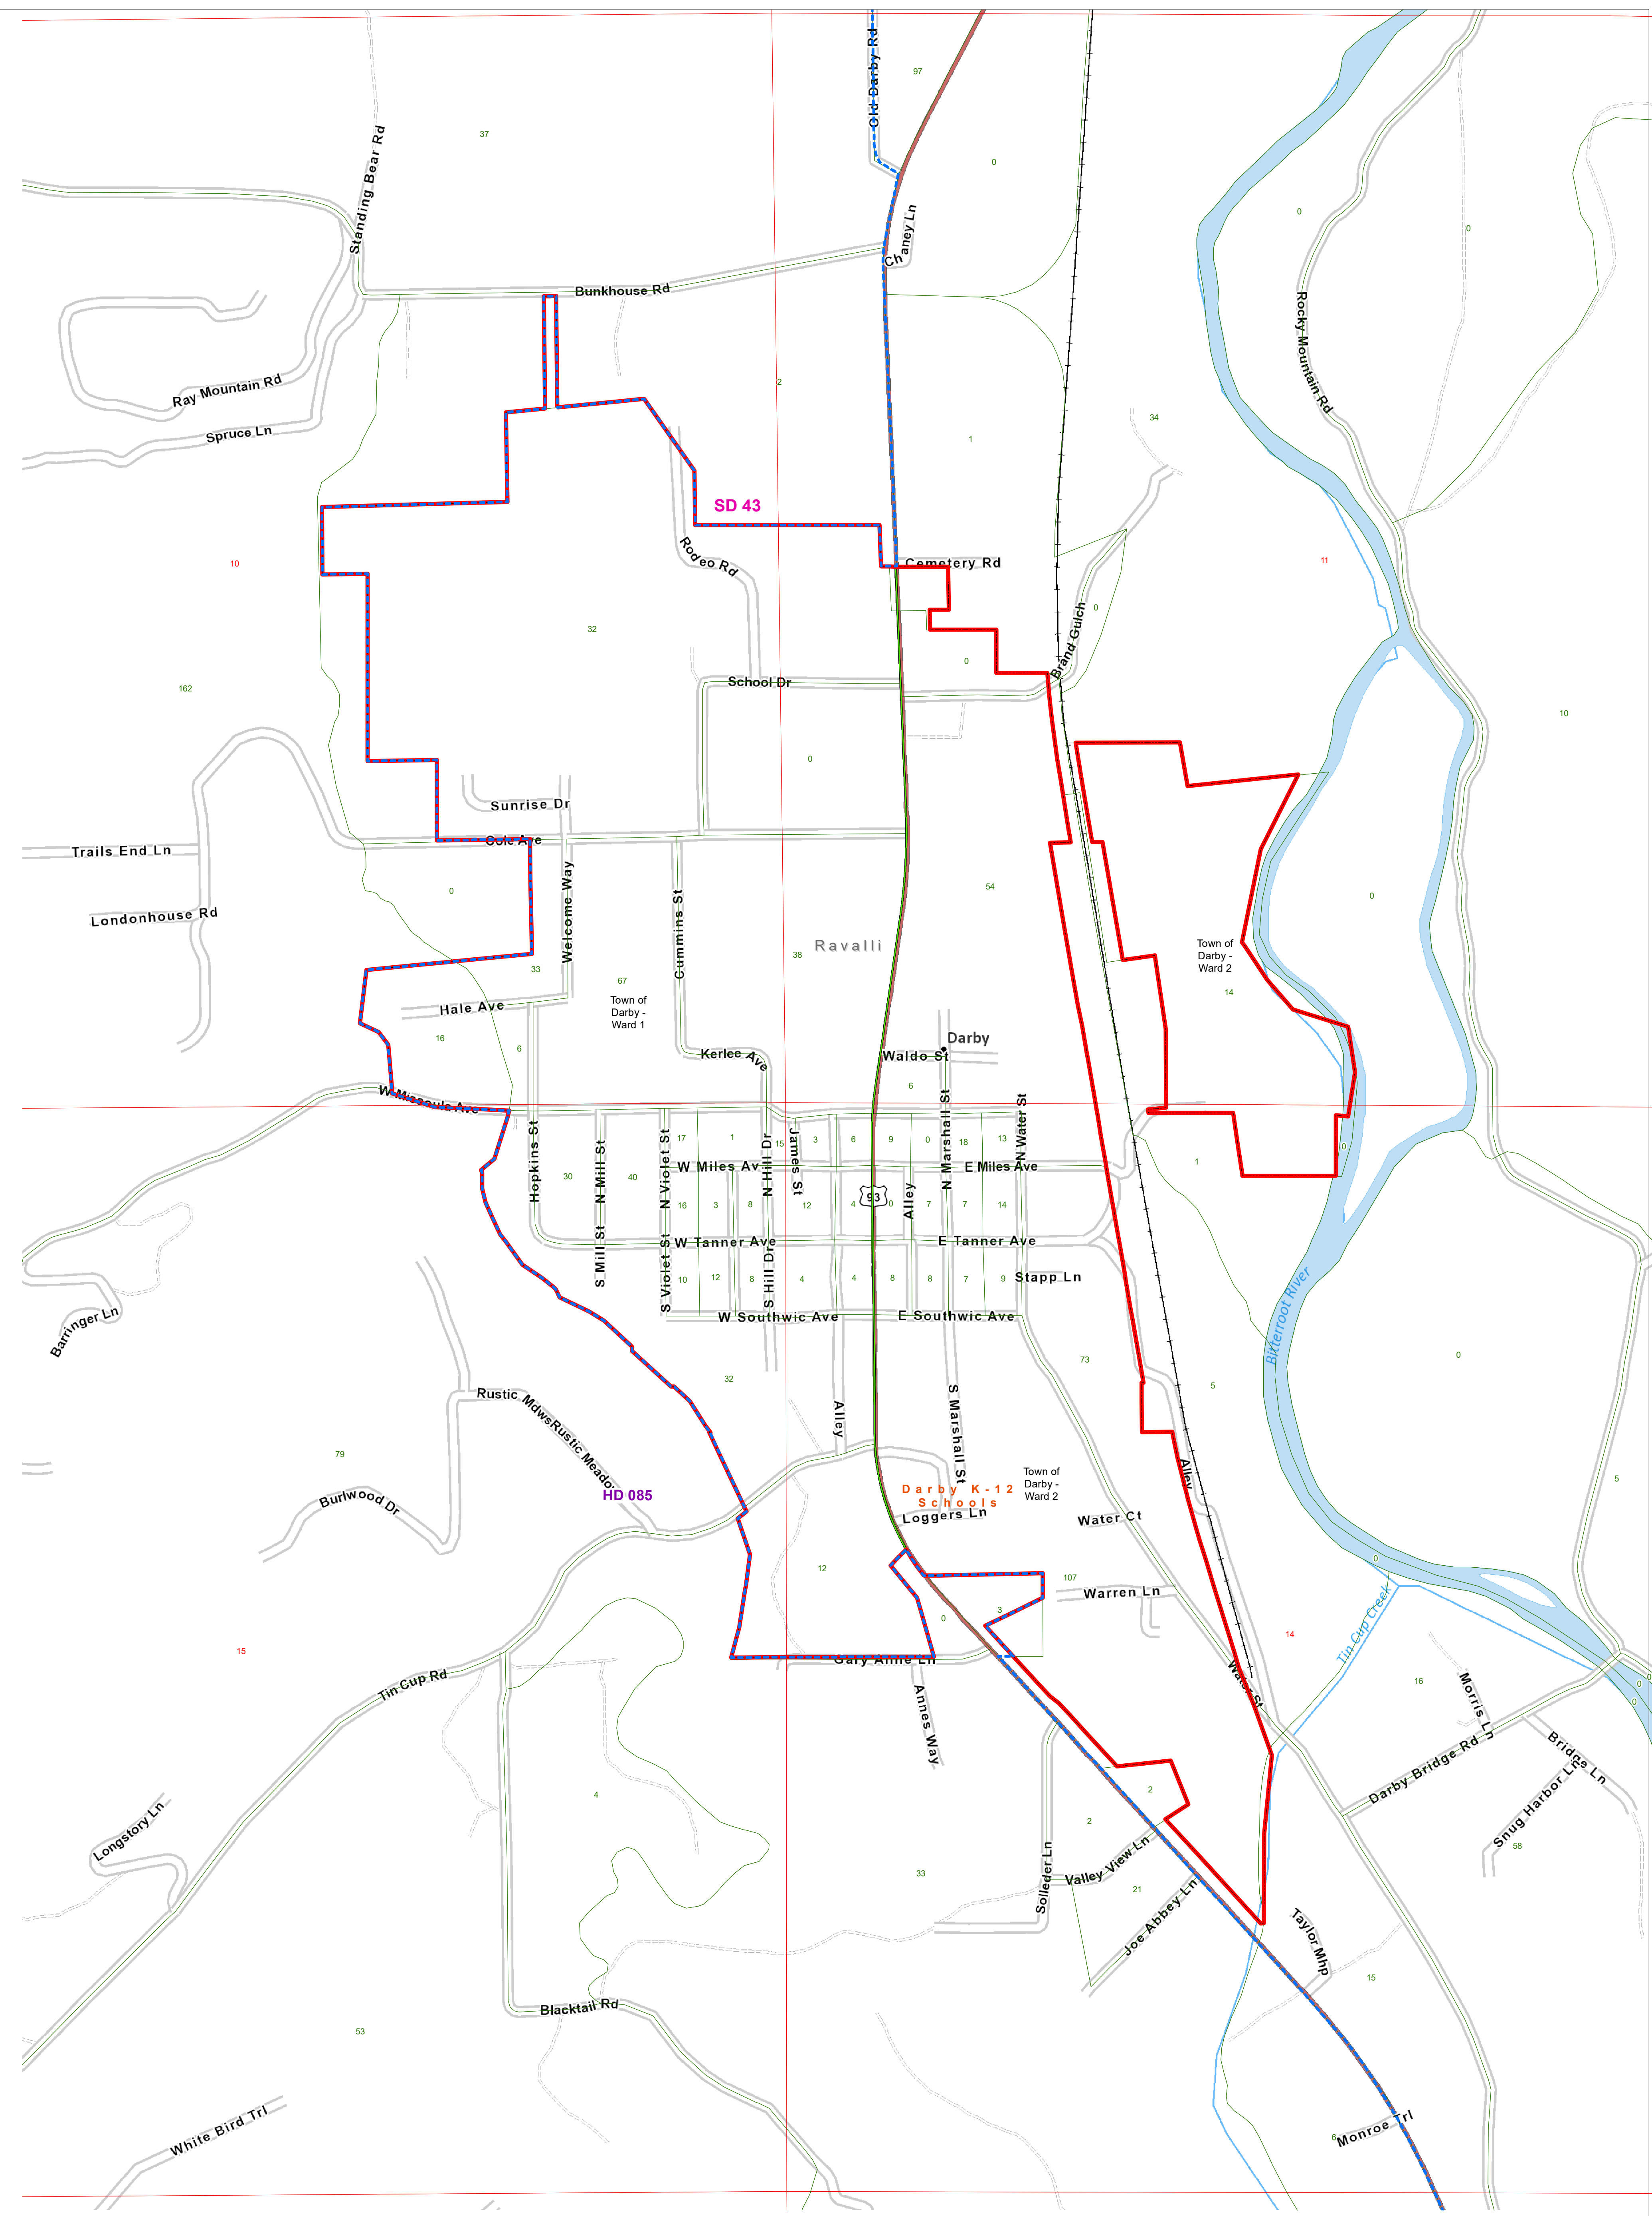 Old Darby Rd
97
37
0
Standing Bear Rd
0
0
Chaney Ln
Bunkhouse Rd
Rocky Mountain Rd
Ray Mountain Rd
2
34
Spruce Ln
1
SD 43
Rodeo Rd
Cemetery Rd
10
11
0
32
Brand Gulch
0
162
School Dr
10
0
Sunrise Dr
Cole Ave
Trails End Ln
Welcome Way
0
54
0
Londonhouse Rd
Cummins St
Ravalli
38
Town of
Darby -
Ward 2
14
33
67
Town of
Darby -
Ward 1
Hale Ave
16
6
Darby
Kerlee Ave
Waldo St
6
W Missoula Ave
N Marshall St
N Water St
Hopkins St
N Mill St
N Violet St
17
1
15
N Hill Dr
James St
3
6
9
0
18
13
0
W Miles Av
E Miles Ave
1
30
40
16
3
8
12
4
93
0
Alley
7
7
14
W Tanner Ave
E Tanner Ave
S Mill St
S Violet St
S Hill Dr
10
12
8
4
4
8
8
7
9
Stapp Ln
W Southwic Ave
E Southwic Ave
Barringer Ln
Bitterroot River
73
0
32
5
Rustic Mdws
Rustic Meadow
Alley
S Marshall St
79
Alley
5
Darby K-12
Schools
Town of
Darby -
Ward 2
Burlwood Dr
HD 085
Loggers Ln
Water Ct
12
107
0
Warren Ln
3
0
Tin Cup Creek
14
15
Gary Anne Ln
Water St
Tin Cup Rd
Annes Way
16
Morris Ln
0
0
0
Darby Bridge Rd
Bridge Ln
4
2
2
Longstory Ln
Snug Harbor Ln
58
33
Solleder Ln
Valley View Ln
21
Joe Abbey Ln
Taylor Mhp
15
Blacktail Rd
53
White Bird Trl
6
Monroe Trl